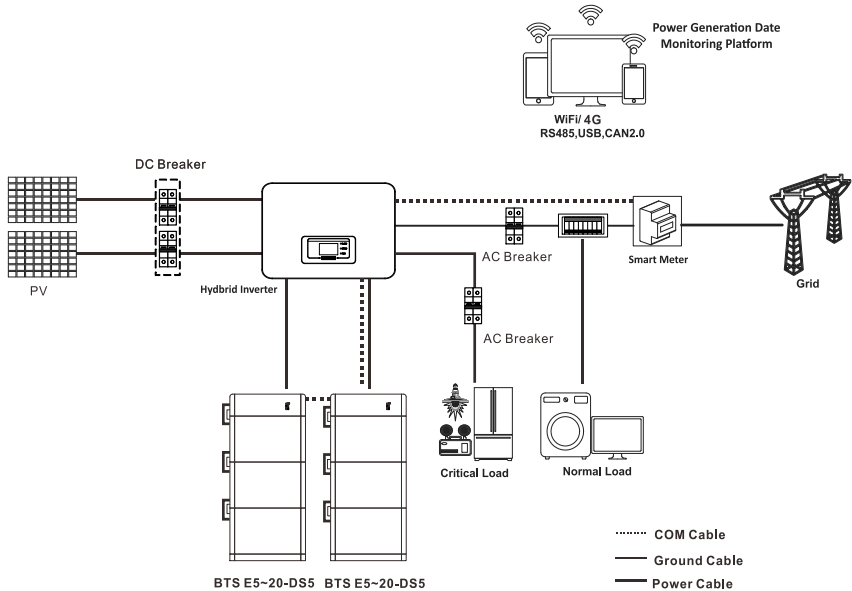 Power Generation Date
Monitoring Platform
WiFi/ 4G
RS485,USB,CAN2.0
DC Breaker
AC Breaker
Smart Meter
PV
Hydbrid Inverter
Grid
AC Breaker
Critical Load
Normal Load
COM Cable
Ground Cable
BTS E5~20-DS5 BTS E5~20-DS5
Power Cable